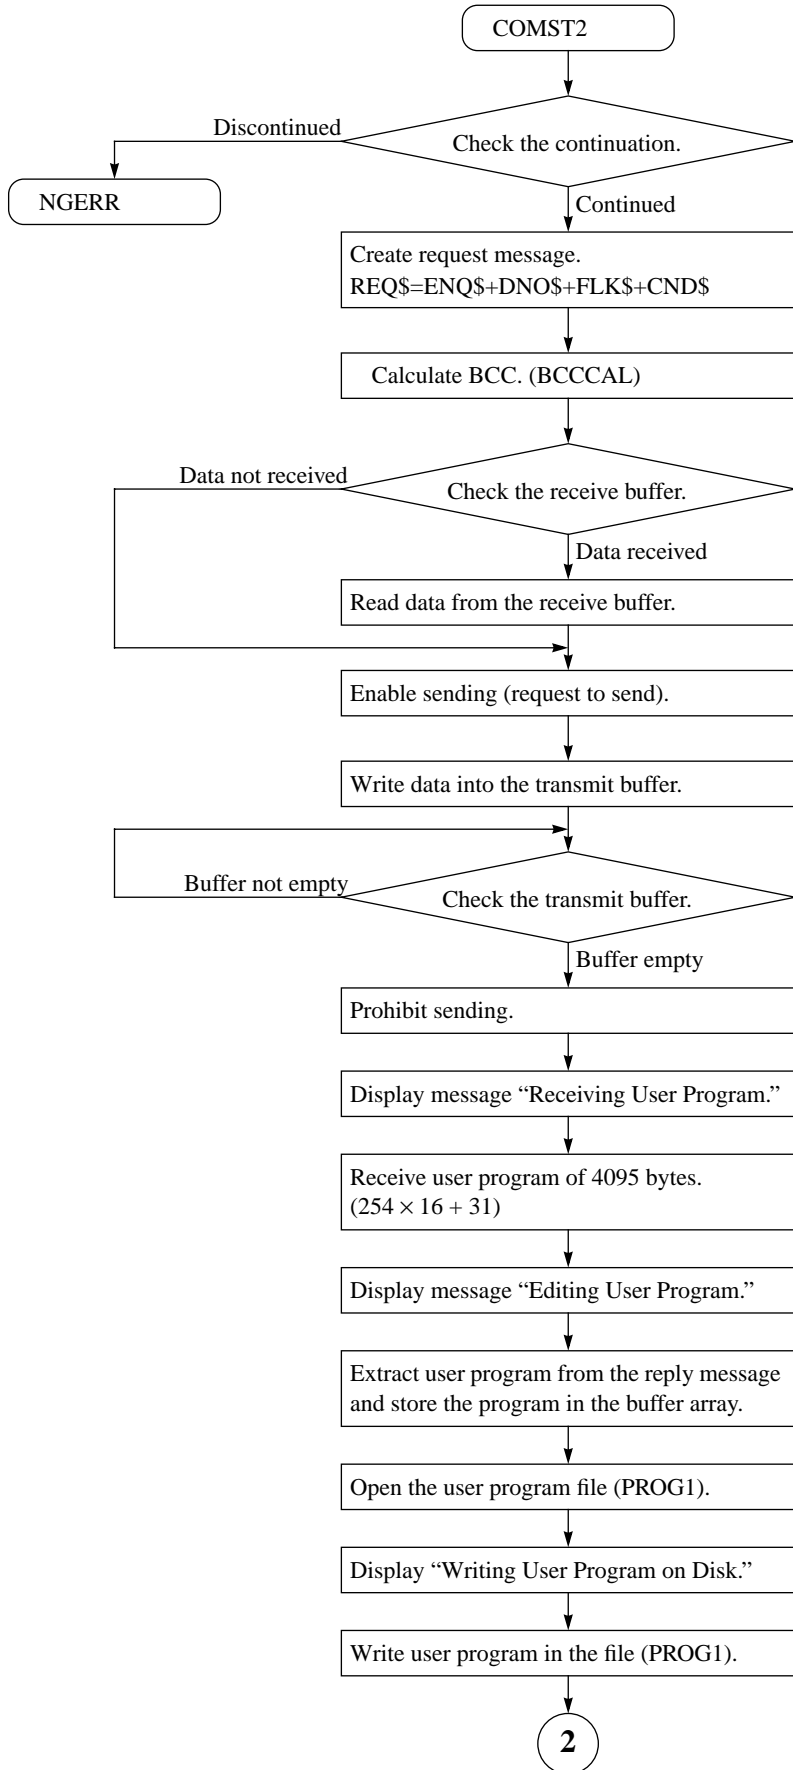 COMST2
Discontinued
Check the continuation.
NGERR
Continued
Create request message.
REQ$=ENQ$+DNO$+FLK$+CND$
Calculate BCC. (BCCCAL)
Data not received
Check the receive buffer.
Data received
Read data from the receive buffer.
Enable sending (request to send).
Write data into the transmit buffer.
Buffer not empty
Check the transmit buffer.
Buffer empty
Prohibit sending.
Display message “Receiving User Program.”
Receive user program of 4095 bytes.
(254 × 16 + 31)
Display message “Editing User Program.”
Extract user program from the reply message
and store the program in the buffer array.
Open the user program file (PROG1).
Display “Writing User Program on Disk.”
Write user program in the file (PROG1).
2